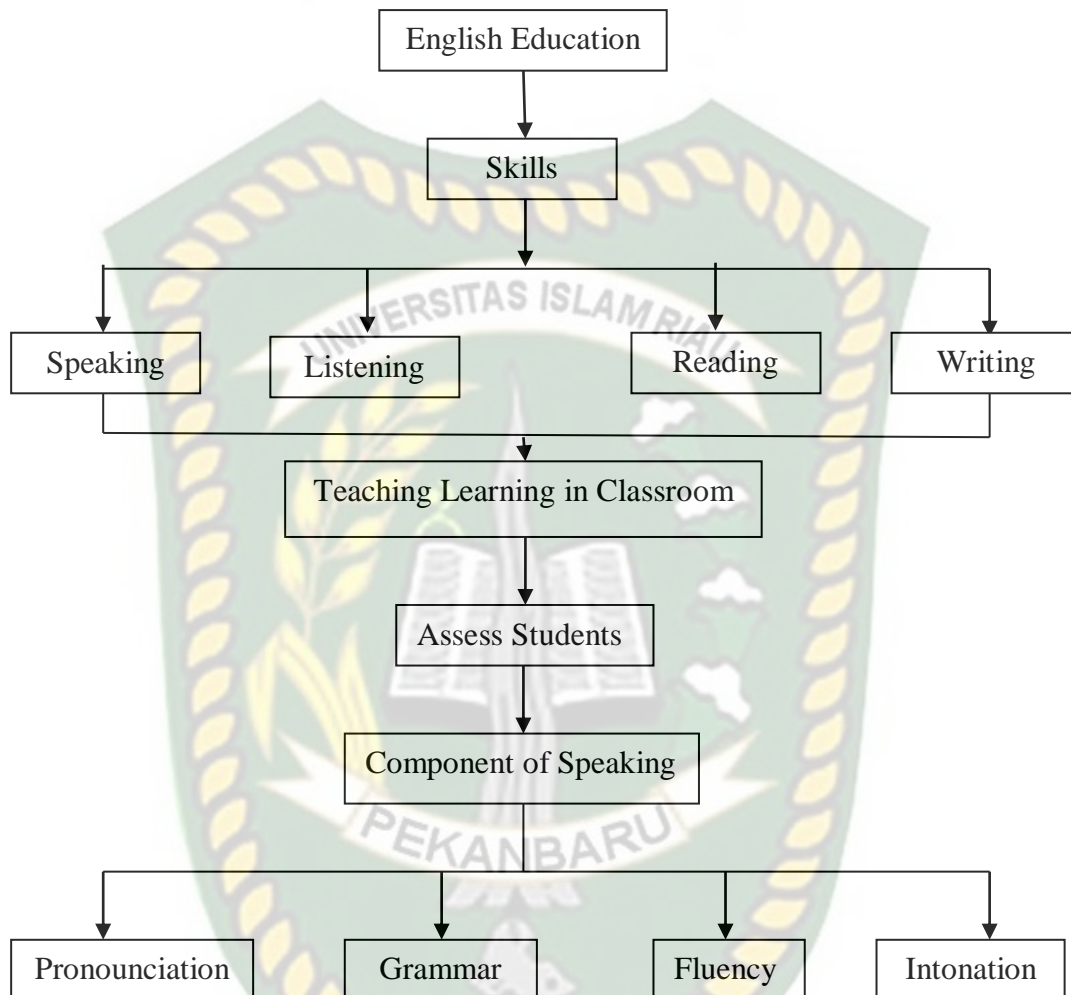 English Education
Skills
UNIVERSITAS ISLAM RIAU
Speaking
Listening
Reading
Writing
Teaching Learning in Classroom
Assess Students
Component of Speaking
PEKANBARU
Pronounciation
Grammar
Fluency
Intonation